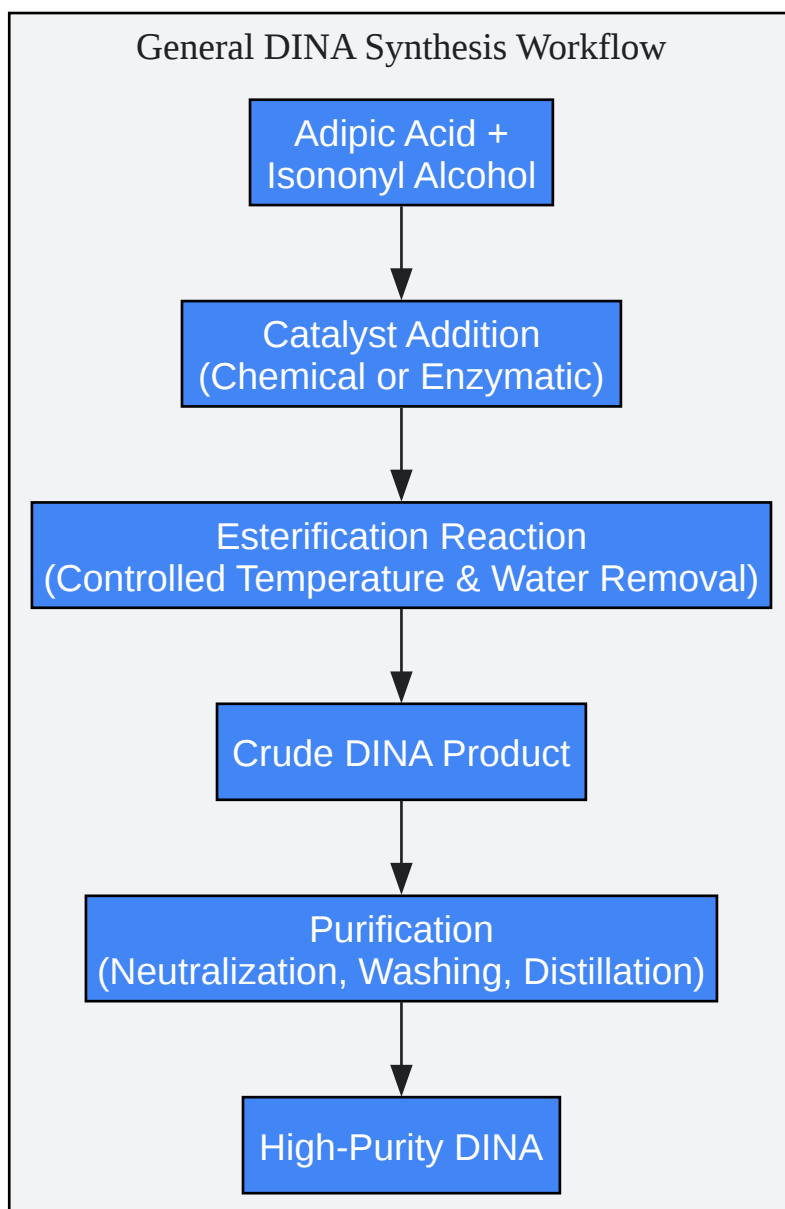 General DINA Synthesis Workflow
Adipic Acid +
Isononyl Alcohol
Catalyst Addition
(Chemical or Enzymatic)
Esterification Reaction
(Controlled Temperature & Water Removal)
Crude DINA Product
Purification
(Neutralization, Washing, Distillation)
High-Purity DINA